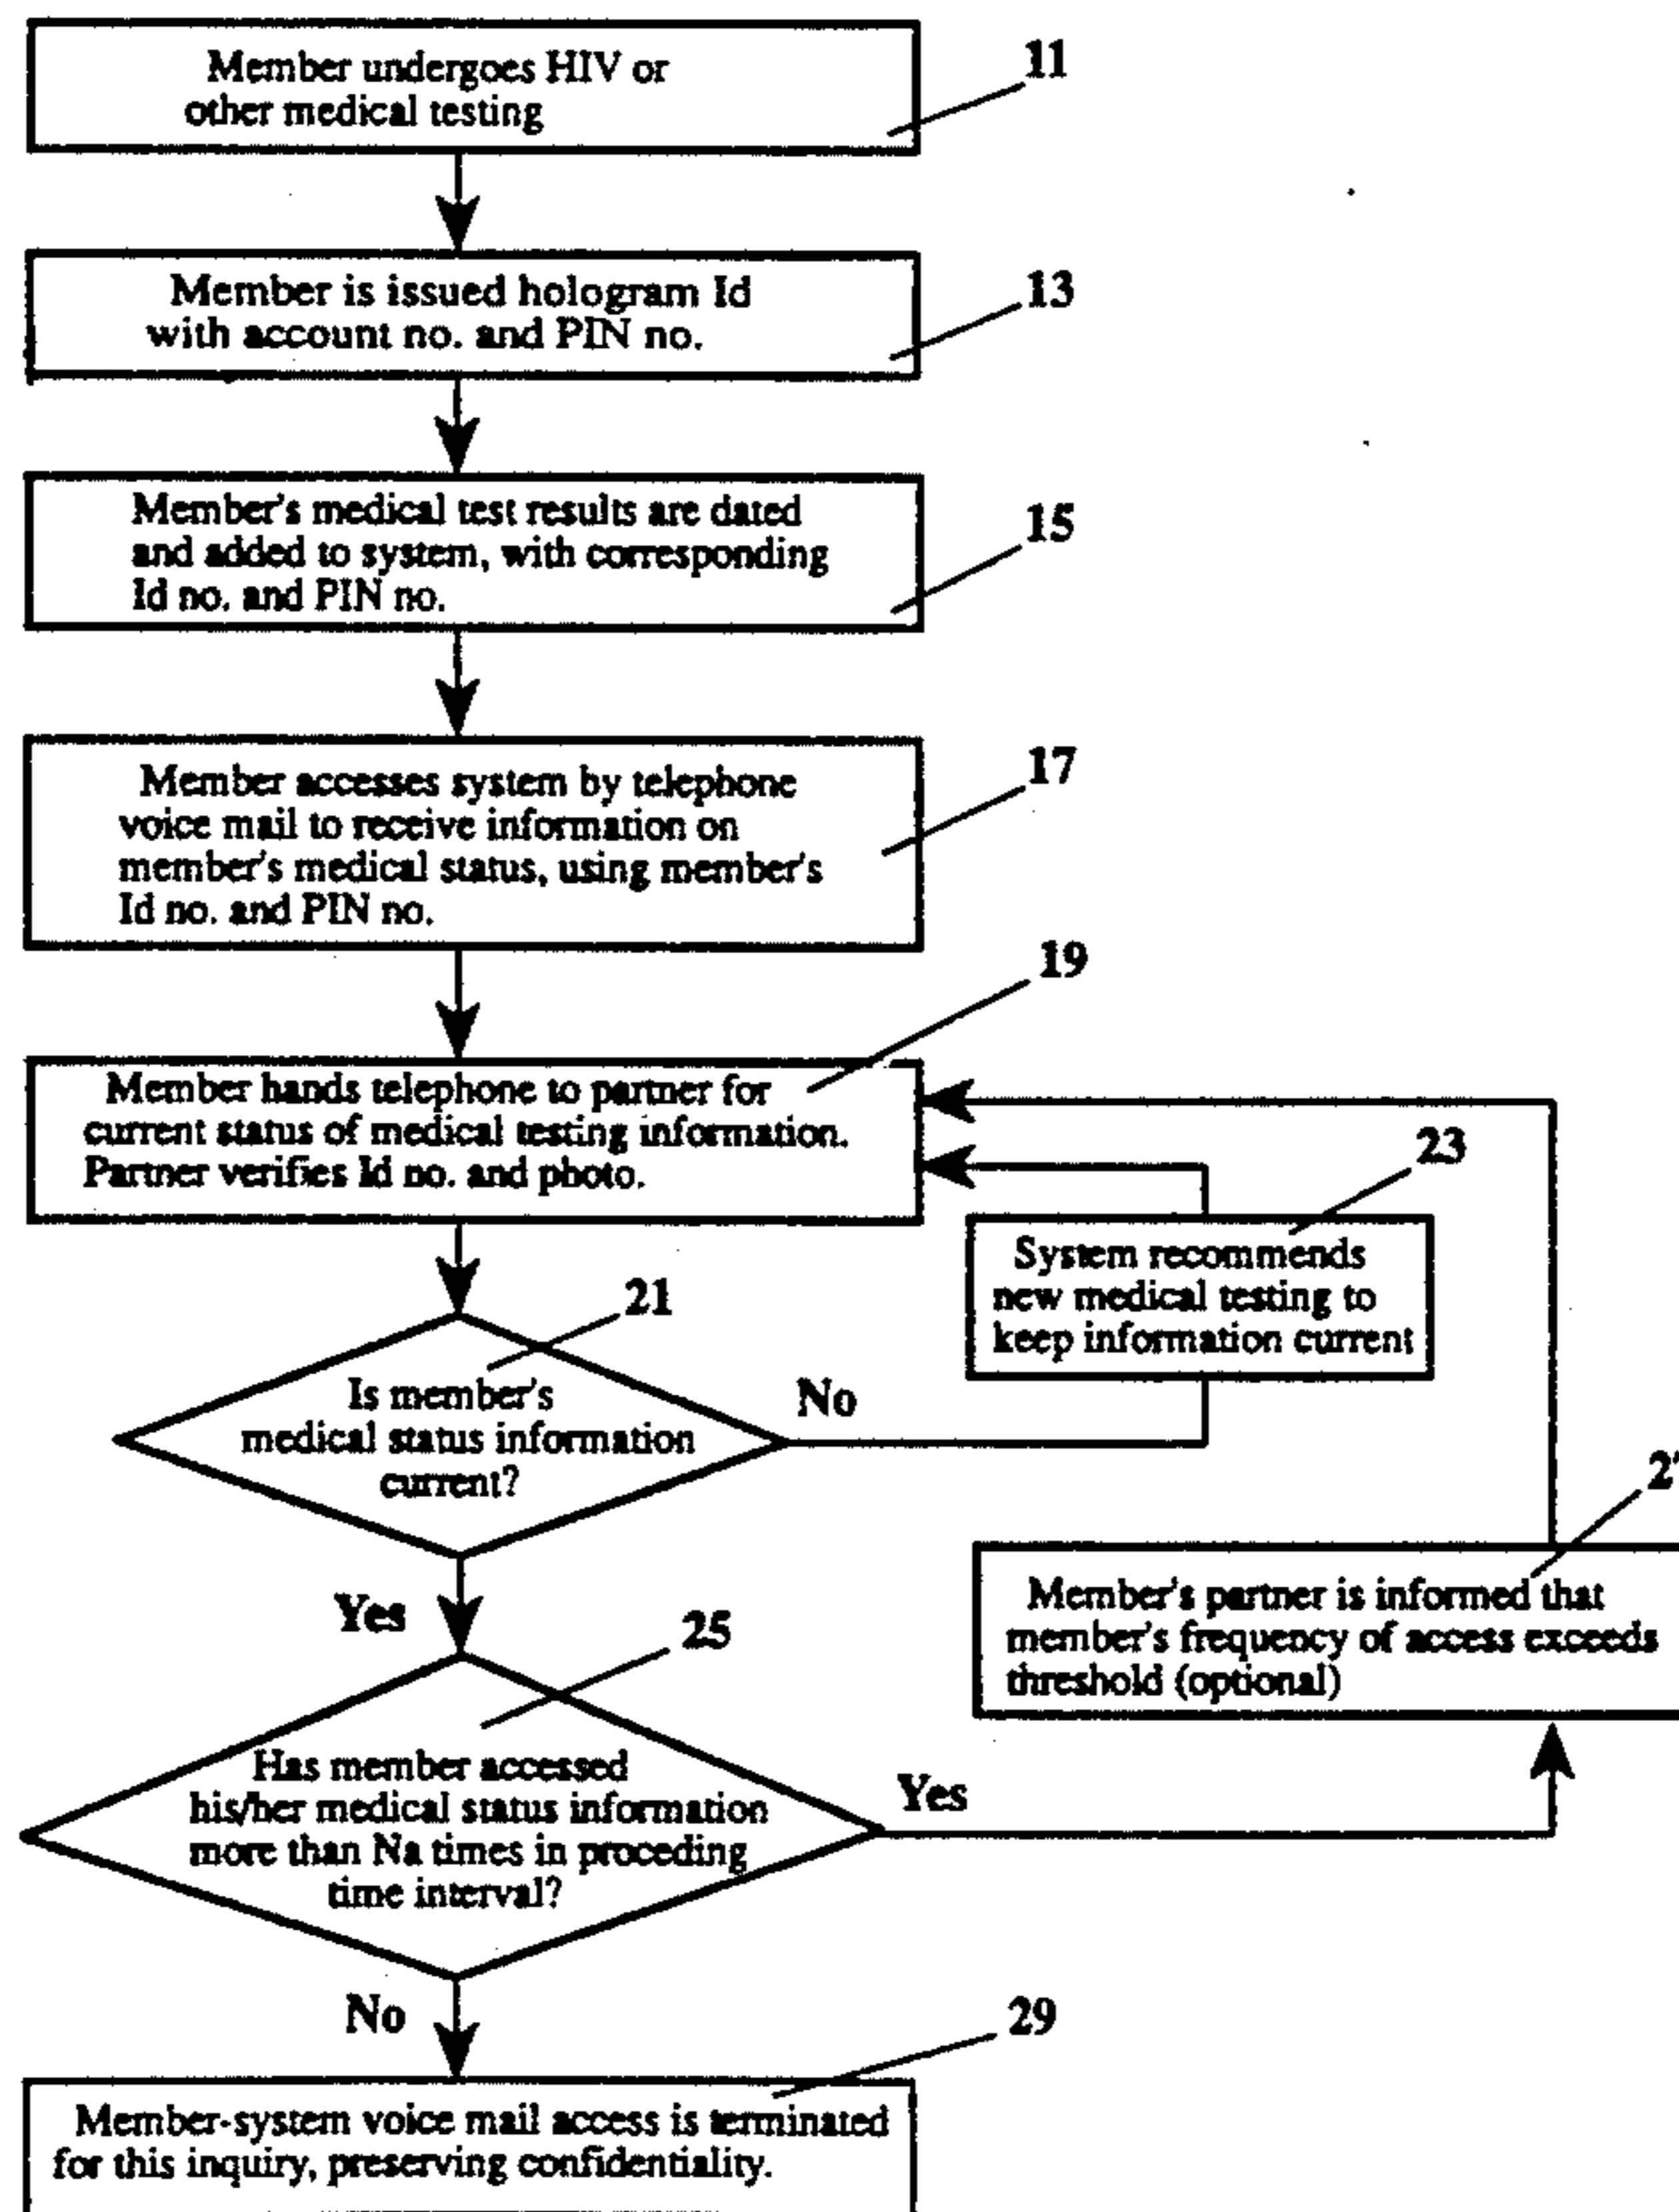 Member undergoes HIV or
other medical testing
11
Member is issued hologram Id
with account no. and PIN no.
13
Member's medical test results are dated
and added to system, with corresponding
Id no. and PIN no.
15
Member accesses system by telephone
voice mail to receive information on
member's medical status, using member's
Id no. and PIN no.
17
19
Member hands telephone to partner for
current status of medical testing information.
Partner verifies Id no. and photo.
23
System recommends
new medical testing to
keep information current
21
Is member's
medical status information
current?
No
Yes
Member's partner is informed that
member's frequency of access exceeds
threshold (optional)
25
Has member accessed
his/her medical status information
more than Na times in proceding
time interval?
Yes
No
29
Member-system voice mail access is terminated
for this inquiry, preserving confidentiality.